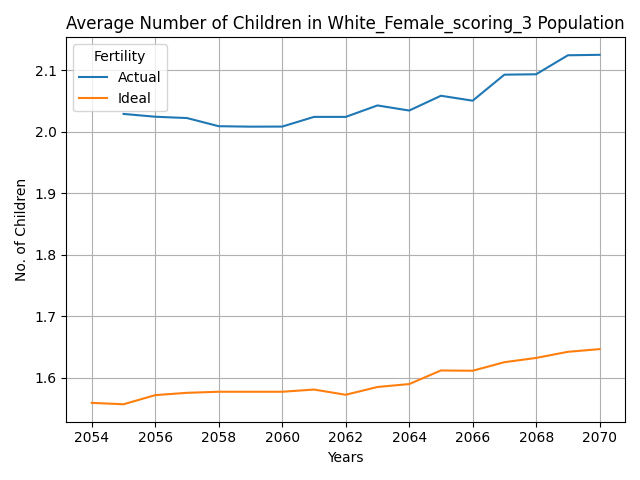 Average Number of Children in White_Female_scoring_3 Population
Fertility
Actual
Ideal
No. of Children
2.1
2.0
1.9
1.8
1.7
1.6
2054 2056 2058 2060 2062 2064 2066 2068 2070
Years